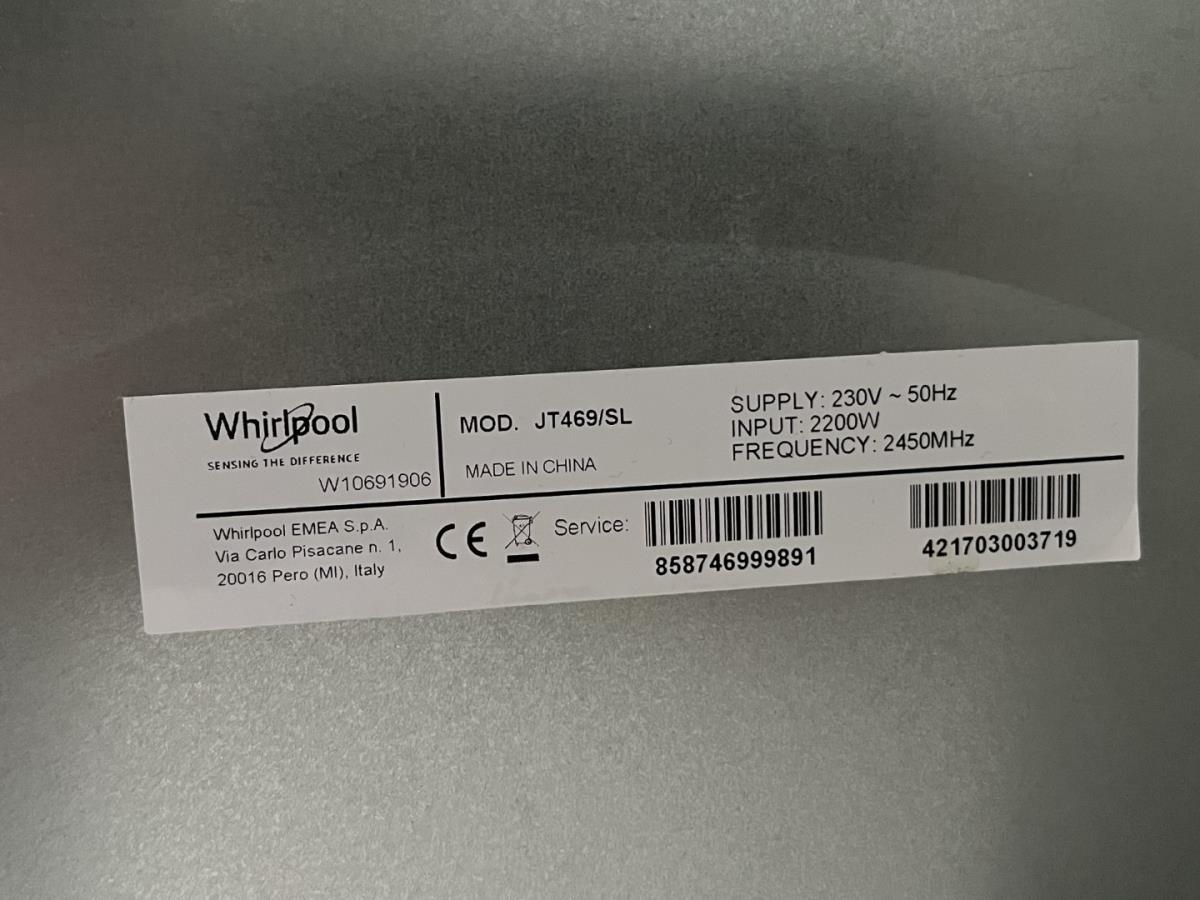 Whirlpool
SENSING THE DIFFERENCE
W10691906
MOD. JT469/SL
MADE IN CHINA
SUPPLY: 230V ~ 50Hz
INPUT: 2200W
FREQUENCY: 2450MHz
Whirlpool EMEA S.p.A.
Via Carlo Pisacane n. 1,
20016 Pero (MI), Italy
CE
Service:
858746999891
421703003719